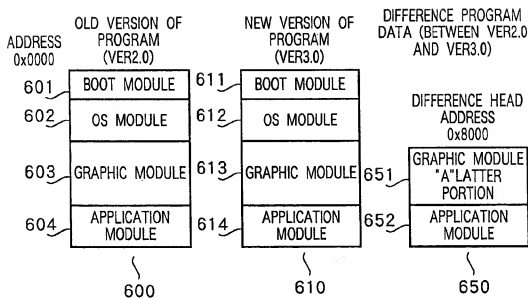 OLD VERSION OF
PROGRAM
(VER2.0)
NEW VERSION OF
PROGRAM
(VER3.0)
DIFFERENCE PROGRAM
DATA (BETWEEN VER2.0
AND VER3.0)
ADDRESS
0x0000
601
BOOT MODULE
602
OS MODULE
603
GRAPHIC MODULE
604
APPLICATION
MODULE
600
611
BOOT MODULE
612
OS MODULE
613
GRAPHIC MODULE
614
APPLICATION
MODULE
610
DIFFERENCE HEAD
ADDRESS
0x8000
651
GRAPHIC MODULE
"A"LATTER
PORTION
652
APPLICATION
MODULE
650